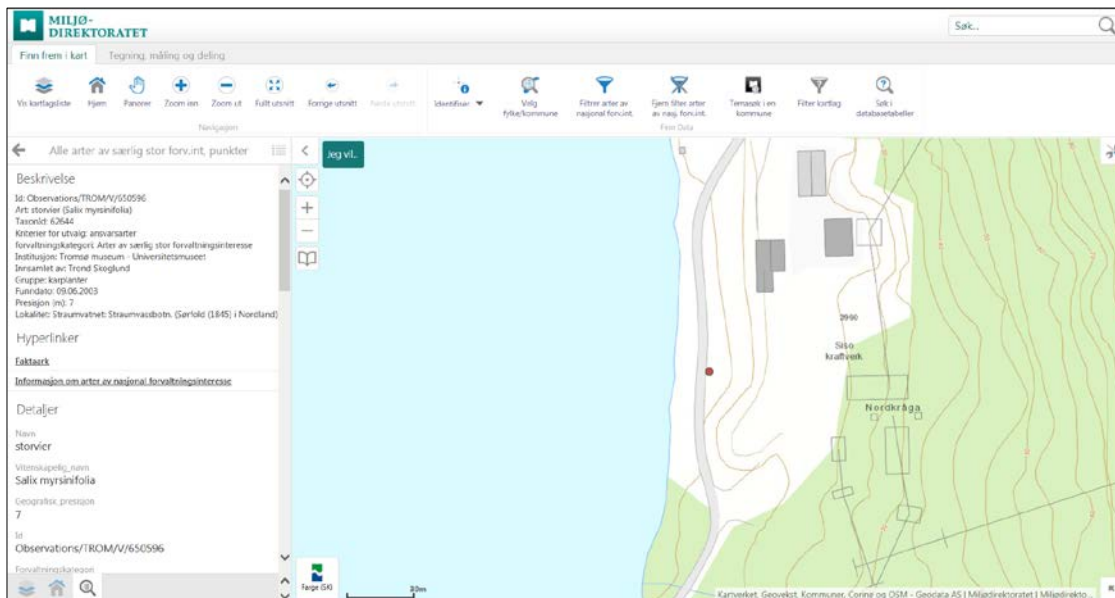 MILJØ-
DIREKTORATET
Søk..
Finn frem i kart
Tegning, måling og deling
Vis kartlagsliste
Hjem
Panorer
Zoom inn
Zoom ut
Fullt utsnitt
Forrige utsnitt
Neste utsnitt
Identifiser
Velg
fylke/kommune
Filtrer arter av
nasjonal forv.int.
Fjern filter arter
av nasj. forv.int.
Temasøk i en
kommune
Filter kartlag
Søk i
databasetabeller
Navigasjon
Finn Data
Alle arter av særlig stor forv.int, punkter
Jeg vil..
Beskrivelse
Id: Observations/TROM/V/650596
Art: storvier (Salix myrsinifolia)
TaxonId: 62644
Kriterier for utvalg: ansvarsarter
forvaltningskategori: Arter av særlig stor forvaltningsinteresse
Institusjon: Tromsø museum - Universitetsmuseet
Innsamlet av: Trond Skoglund
Gruppe: karplanter
Funndato: 09.06.2003
Presisjon (m): 7
Lokalitet: Straumvatnet: Straumvassbotn. (Sørfold (1845) i Nordland)
Hyperlinker
Faktaark
Informasjon om arter av nasjonal forvaltningsinteresse
Detaljer
Navn
storvier
Vitenskapelig_navn
Salix myrsinifolia
Geografisk_presisjon
7
Id
Observations/TROM/V/650596
Forvaltningskategori
Siso
kraftverk
Nordkråga
Farge (SK)
30m
Kartverket, Geovekst, Kommuner, Corine og OSM - Geodata AS | Miljødirektoratet | Miljødirekto...